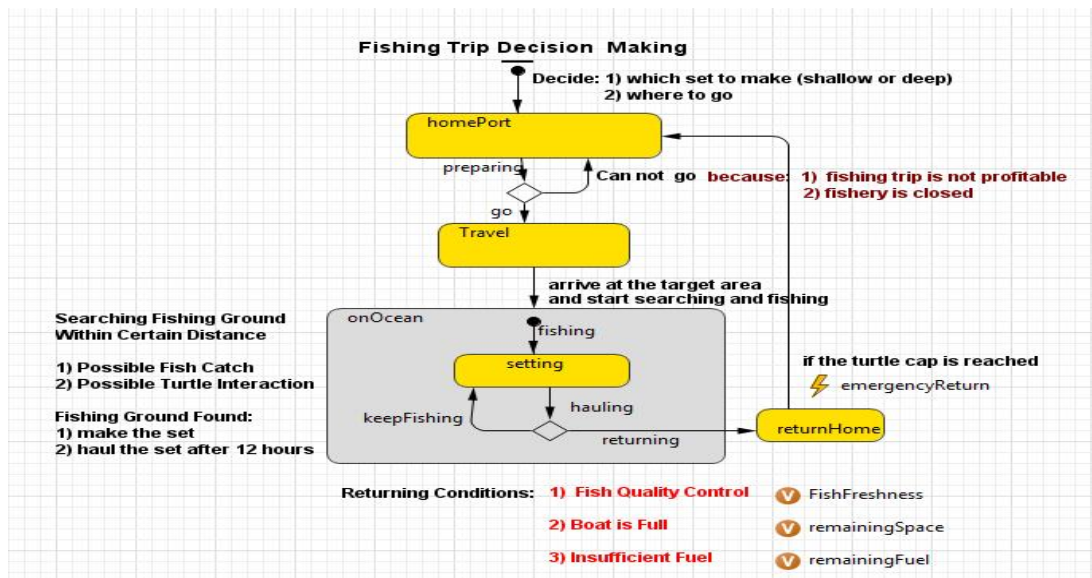 Fishing Trip Decision Making
Decide: 1) which set to make (shallow or deep)
2) where to go
homePort
preparing
Can not go because: 1) fishing trip is not profitable
2) fishery is closed
go
Travel
arrive at the target area
and start searching and fishing
onOcean
fishing
Searching Fishing Ground
Within Certain Distance
1) Possible Fish Catch
2) Possible Turtle Interaction
Fishing Ground Found:
1) make the set
2) haul the set after 12 hours
setting
hauling
keepFishing
returning
if the turtle cap is reached
emergencyReturn
returnHome
Returning Conditions: 1) Fish Quality Control
V FishFreshness
2) Boat is Full
V remainingSpace
3) Insufficient Fuel
V remainingFuel